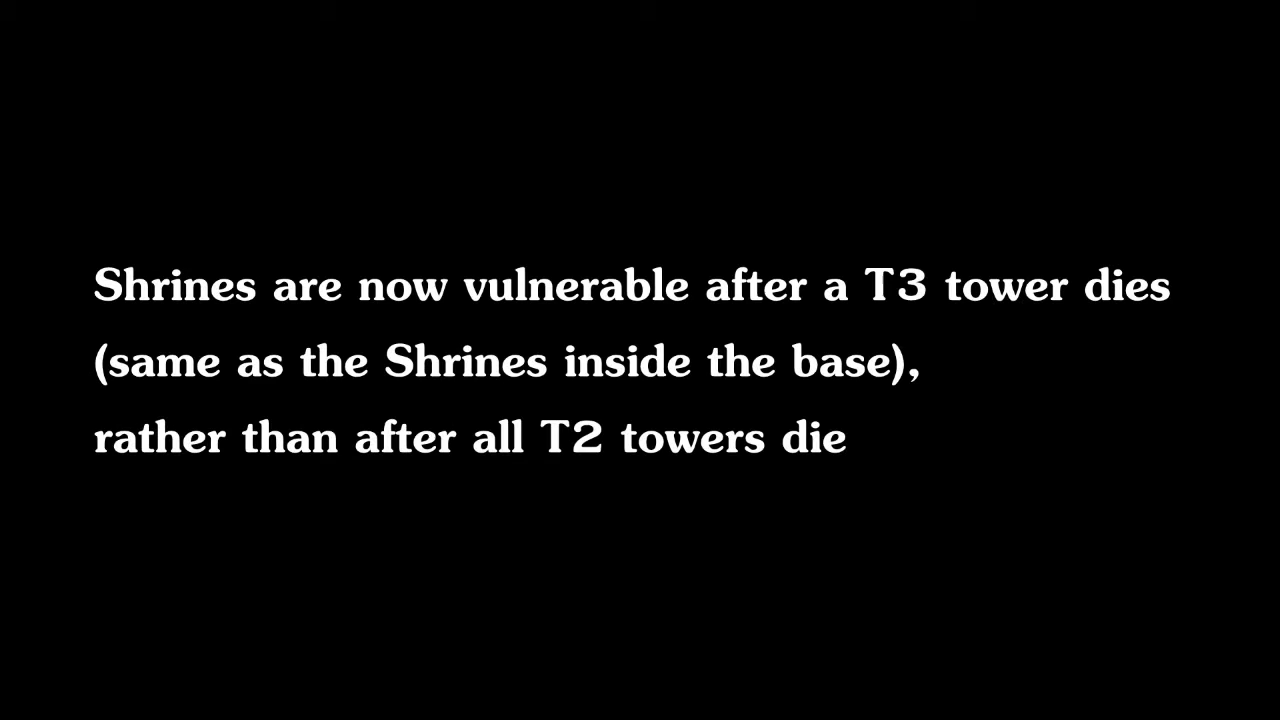 Shrines are now vulnerable after a T3 tower dies
(same as the Shrines inside the base),
rather than after all T2 towers die